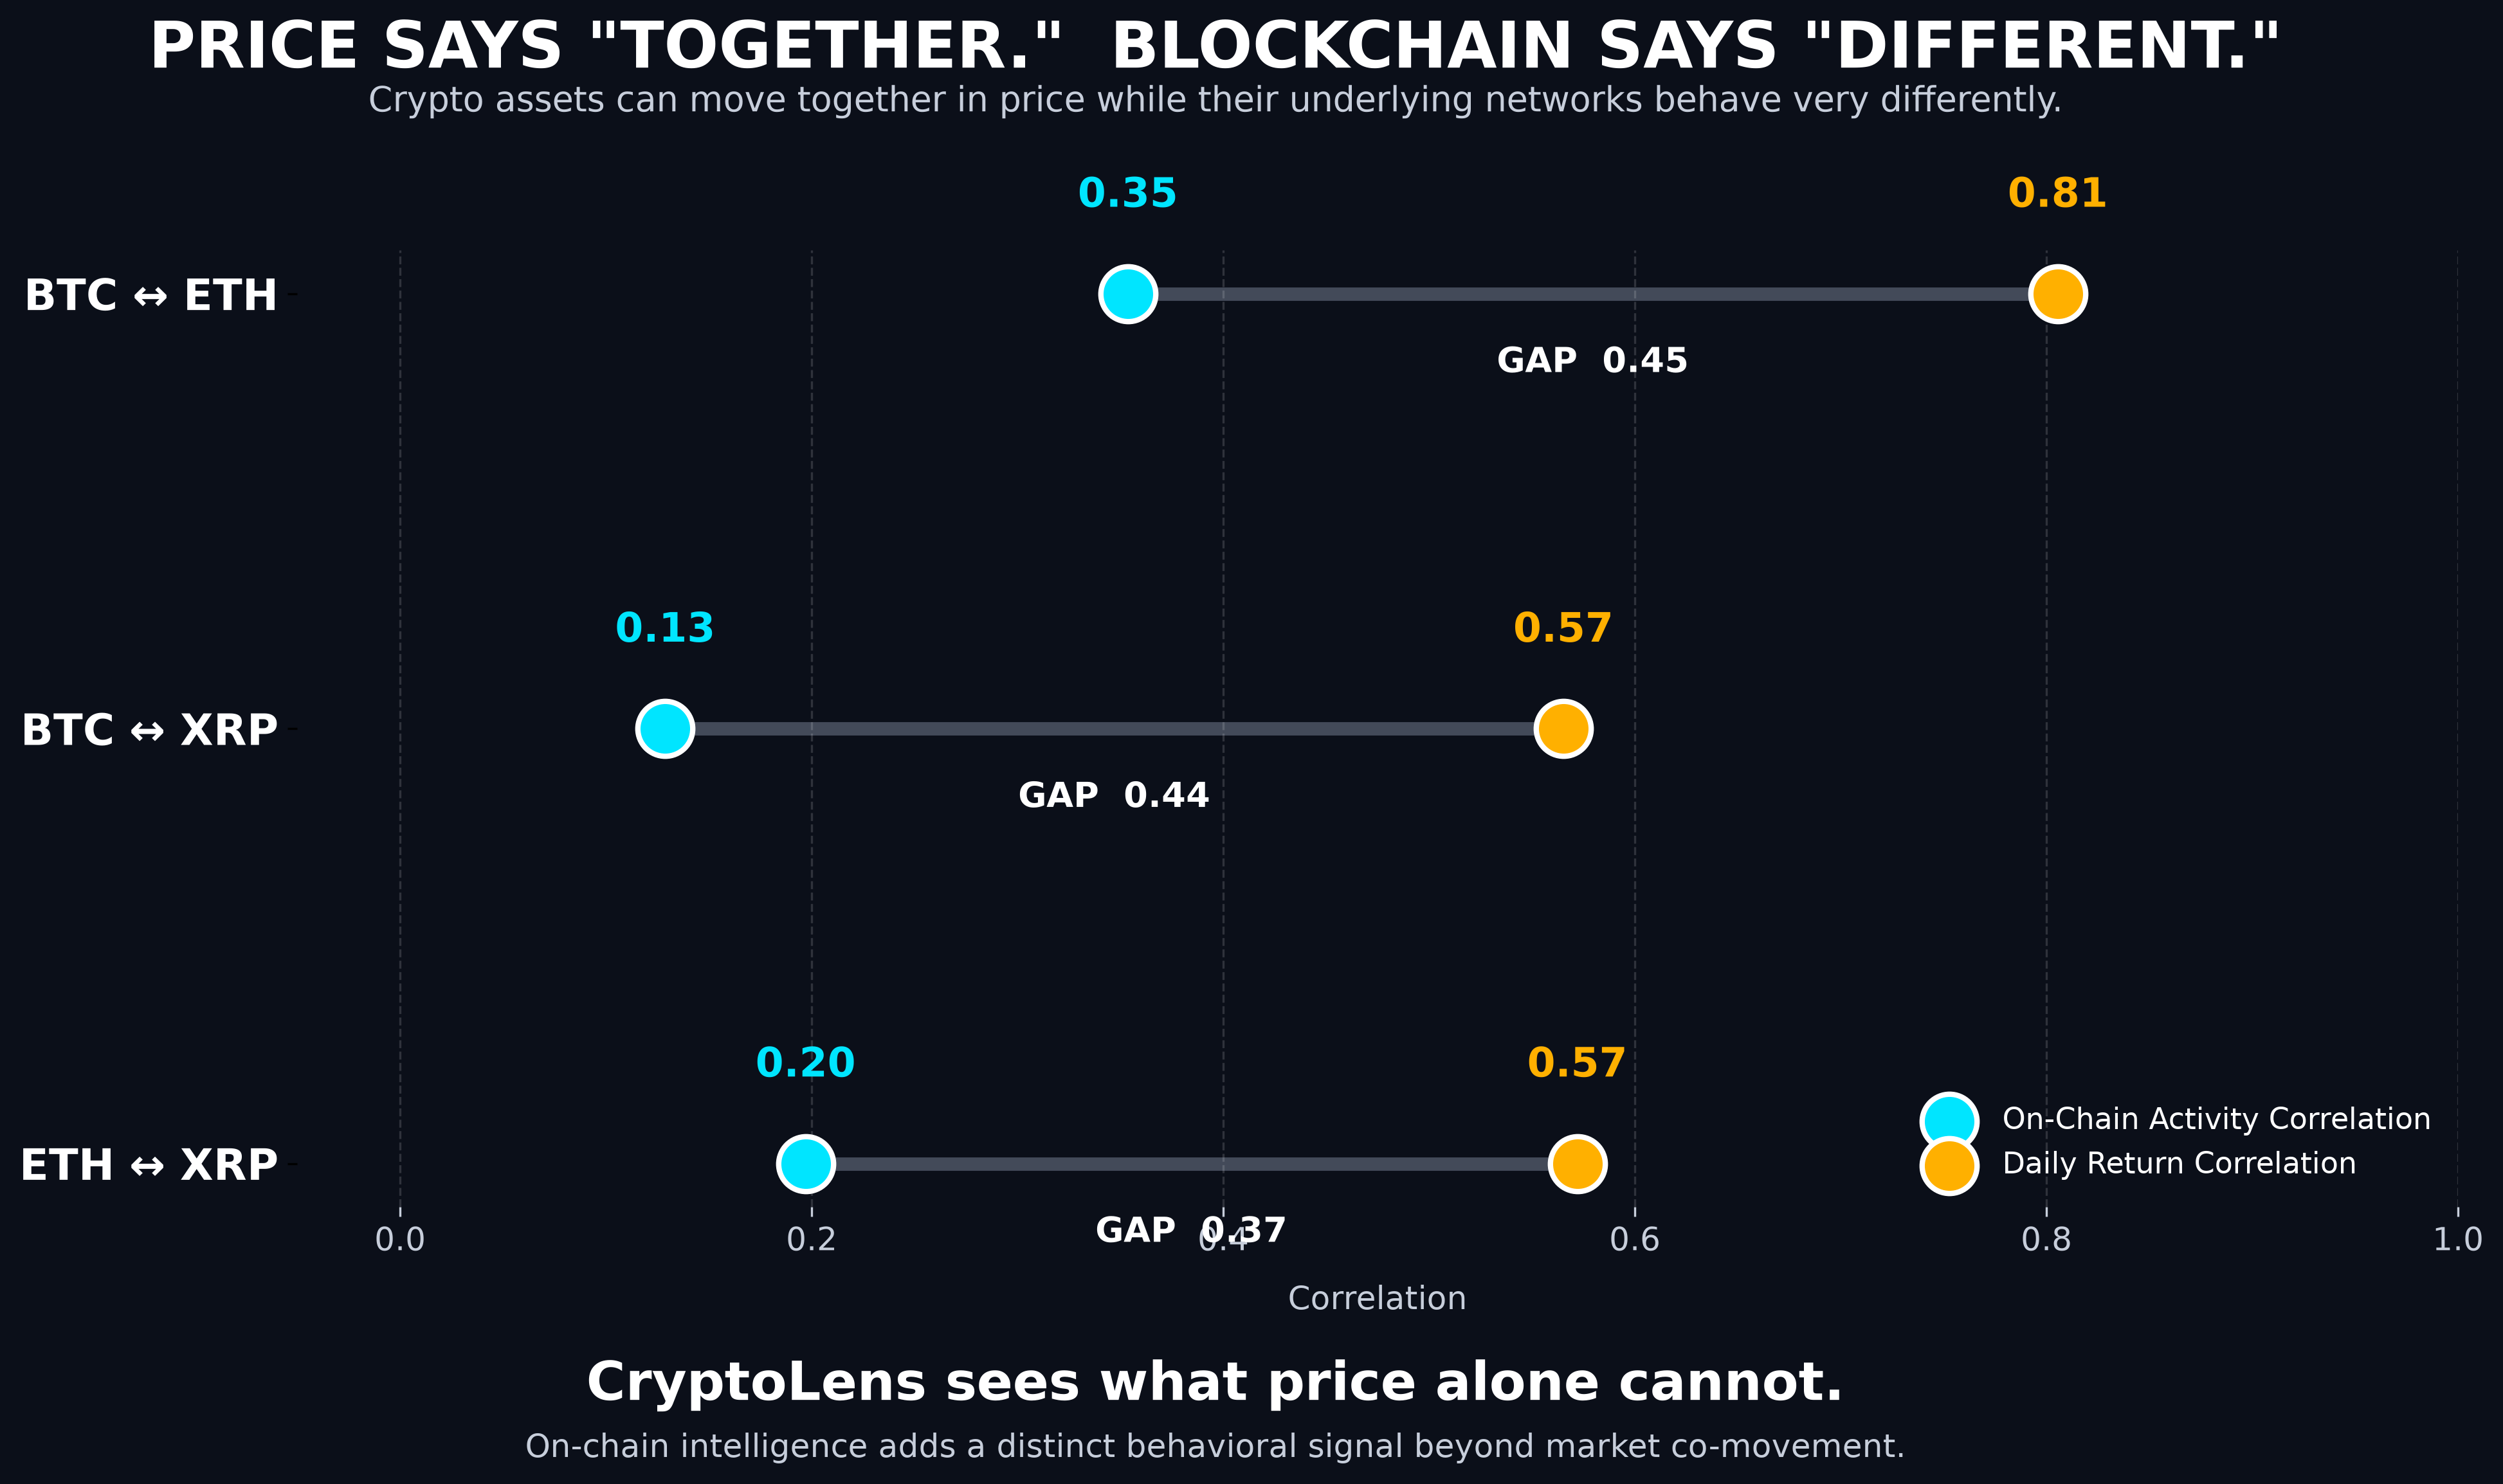 PRICE SAYS "TOGETHER." BLOCKCHAIN SAYS "DIFFERENT."
Crypto assets can move together in price while their underlying networks behave very differently.
0.35 0.81
BTC ↔ ETH
GAP 0.45
0.13 0.57
BTC ↔ XRP
GAP 0.44
0.20 0.57
On-Chain Activity Correlation
ETH ↔ XRP
Daily Return Correlation
GAP 0.37
0.0 0.2 0.4 0.6 0.8 1.0
Correlation
CryptoLens sees what price alone cannot.
On-chain intelligence adds a distinct behavioral signal beyond market co-movement.